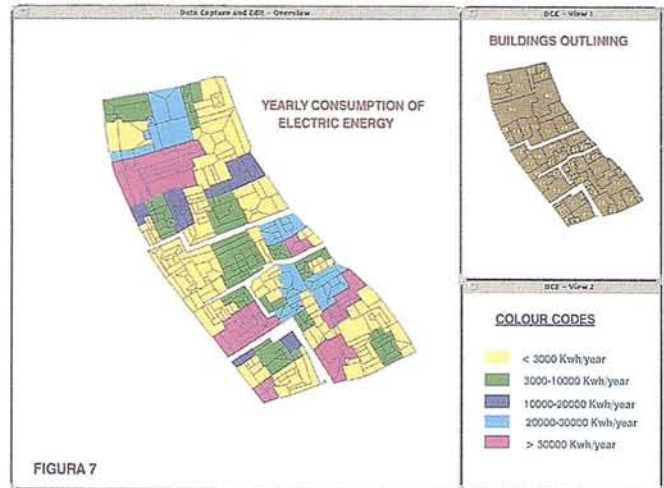 Data Capture and Edit - Overview
YEARLY CONSUMPTION OF
ELECTRIC ENERGY
FIGURA 7
DCE - View 1
BUILDINGS OUTLINING
DCE - View 2
COLOUR CODES
< 3000 Kwh/year
3000-10000 Kwh/year
10000-20000 Kwh/year
20000-30000 Kwh/year
> 30000 Kwh/year